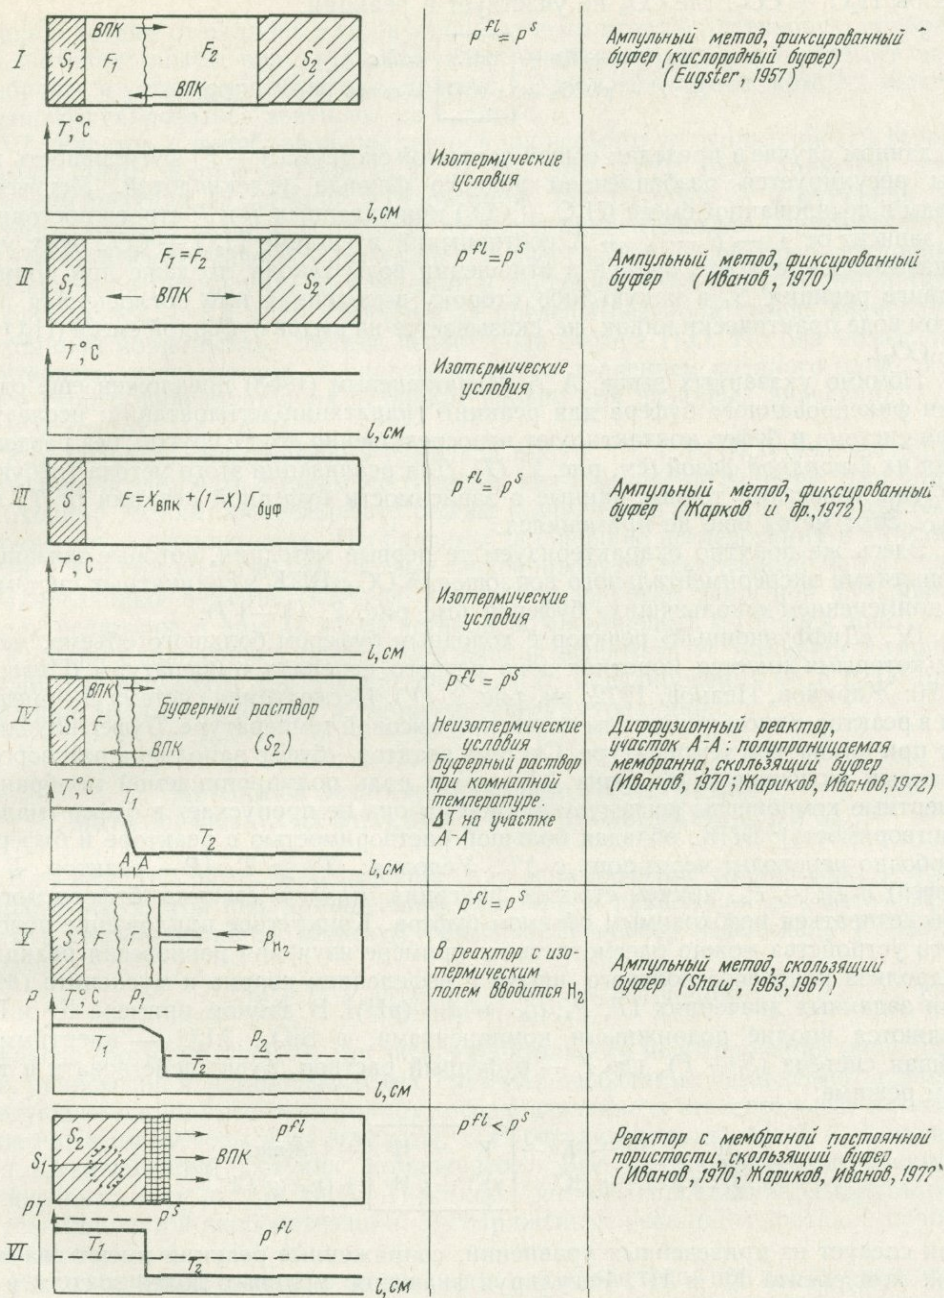 I
ВПК
S₁
F₁
F₂
S₂
ВПК
p^fl = p^s
Ампульный метод, фиксированный
буфер (кислородный буфер)
(Eugster, 1957)
T,°C
Изотермические
условия
l, см
II
F₁ = F₂
S₁
ВПК
S₂
p^fl = p^s
Ампульный метод, фиксированный
буфер (Иванов, 1970)
T,°C
Изотермические
условия
l, см
III
S
F = X впк + (1-X) Г буф
p^fl = p^s
Ампульный метод, фиксированный
буфер (Жарков и др., 1972)
T,°C
Изотермические
условия
l, см
IV
ВПК
S
F
Буферный раствор
(S₂)
ВПК
p^fl = p^s
Неизотермические
условия
Буферный раствор
при комнатной
температуре.
ΔT на участке
A-A
Диффузионный реактор,
участок A-A: полупроницаемая
мембранна, скользящий буфер
(Иванов, 1970; Жариков, Иванов, 1972)
T,°C
T₁
T₂
A A
l, см
V
S
F
Г
P H₂
p^fl = p^s
В реактор с изо-
термическим
полем вводится H₂
Ампульный метод, скользящий
буфер (Shaw, 1963, 1967)
P
T,°C
P₁
T₁
P₂
T₂
l, см
VI
S₂
S₁
p^fl
ВПК
p^fl < p^s
Реактор с мембраной постоянной
пористости, скользящий буфер
(Иванов, 1970; Жариков, Иванов,
PT
p^s
T₁
p^fl
T₂
l, см